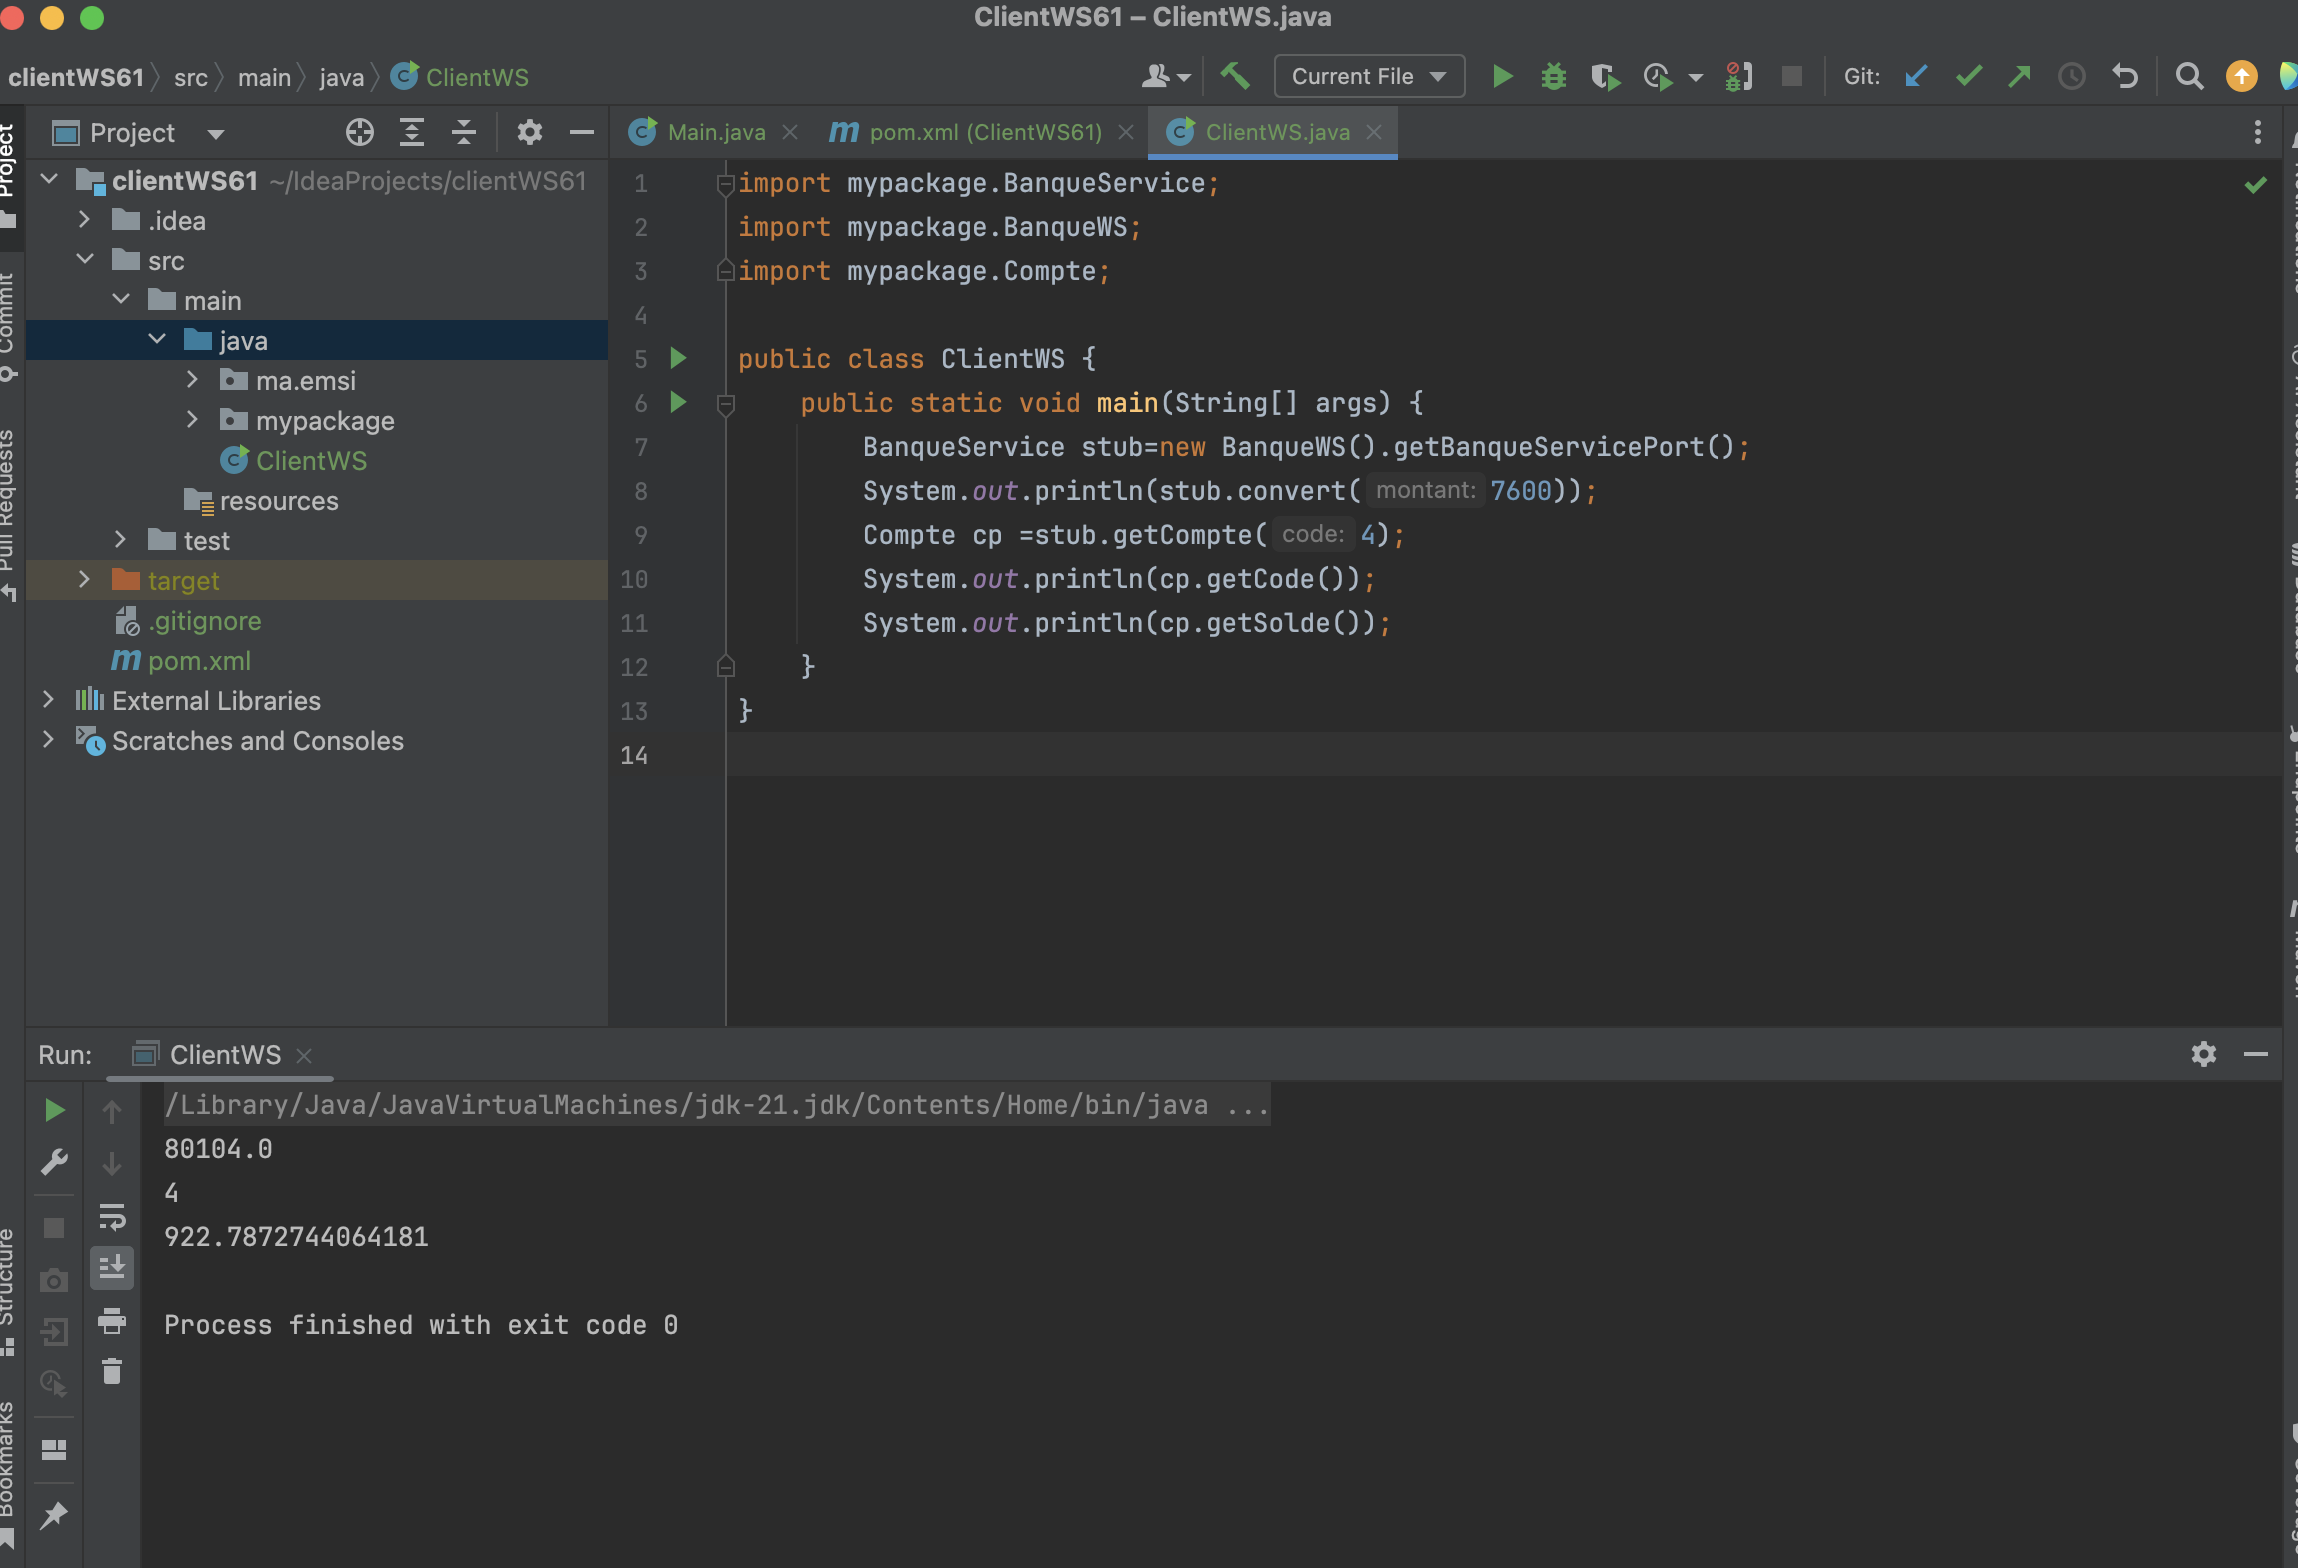 ClientWS61 – ClientWS.java
clientWS61 src main java ClientWS
Current File
Git:
Project
Main.java
pom.xml (ClientWS61)
ClientWS.java
Project
Commit
Pull Requests
Structure
Bookmarks
clientWS61 ~/IdeaProjects/clientWS61
.idea
src
main
java
ma.emsi
mypackage
ClientWS
resources
test
target
.gitignore
pom.xml
External Libraries
Scratches and Consoles
1 import mypackage.BanqueService;
2 import mypackage.BanqueWS;
3 import mypackage.Compte;
4
5 public class ClientWS {
6 public static void main(String[] args) {
7 BanqueService stub=new BanqueWS().getBanqueServicePort();
8 System.out.println(stub.convert( montant: 7600));
9 Compte cp =stub.getCompte( code: 4);
10 System.out.println(cp.getCode());
11 System.out.println(cp.getSolde());
12 }
13 }
14
Run: ClientWS
/Library/Java/JavaVirtualMachines/jdk-21.jdk/Contents/Home/bin/java ...
80104.0
4
922.7872744064181
Process finished with exit code 0